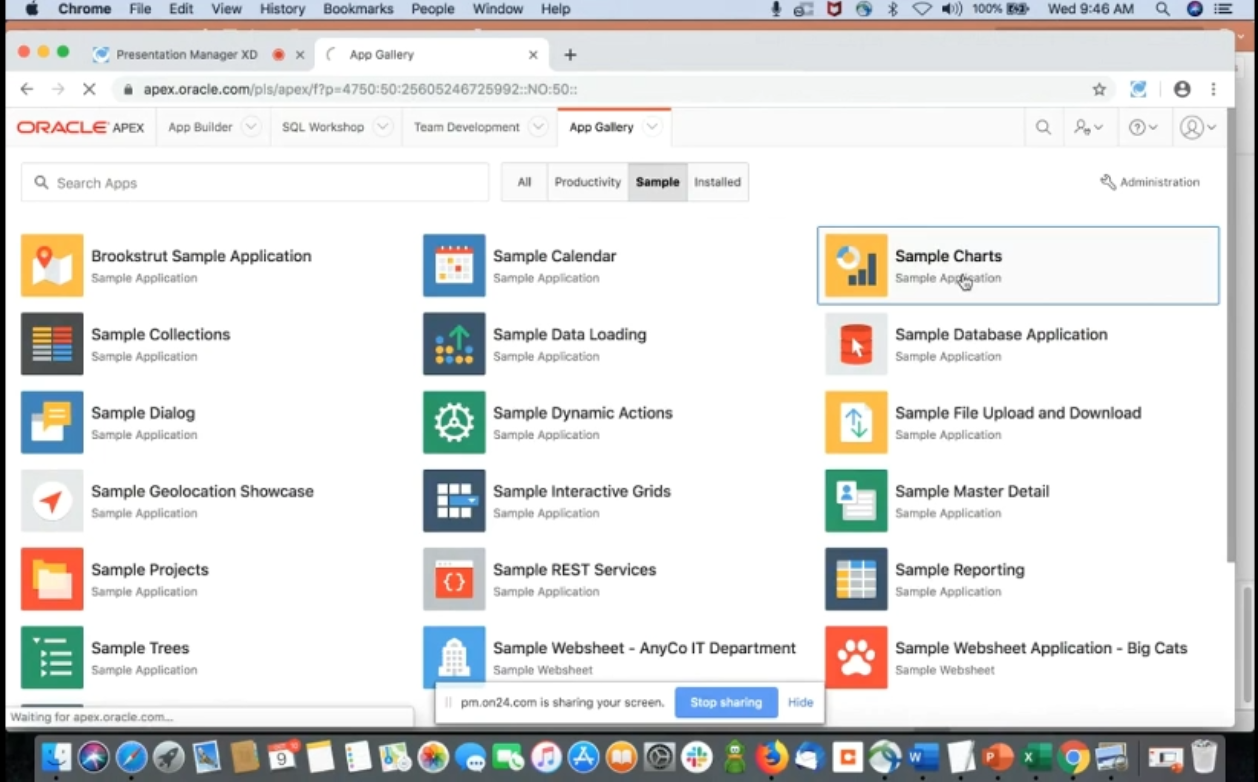 Chrome File Edit View History Bookmarks People Window Help 100% Wed 9:46 AM
Presentation Manager XD App Gallery
apex.oracle.com/pls/apex/f?p=4750:50:25605246725992::NO:50::
ORACLE APEX App Builder SQL Workshop Team Development App Gallery
Search Apps All Productivity Sample Installed Administration
Brookstrut Sample Application Sample Calendar Sample Charts
Sample Application Sample Application Sample Application
Sample Collections Sample Data Loading Sample Database Application
Sample Application Sample Application Sample Application
Sample Dialog Sample Dynamic Actions Sample File Upload and Download
Sample Application Sample Application Sample Application
Sample Geolocation Showcase Sample Interactive Grids Sample Master Detail
Sample Application Sample Application Sample Application
Sample Projects Sample REST Services Sample Reporting
Sample Application Sample Application Sample Application
Sample Trees Sample Websheet - AnyCo IT Department Sample Websheet Application - Big Cats
Sample Application Sample Websheet Sample Websheet
pm.on24.com is sharing your screen. Stop sharing Hide
Waiting for apex.oracle.com...
9